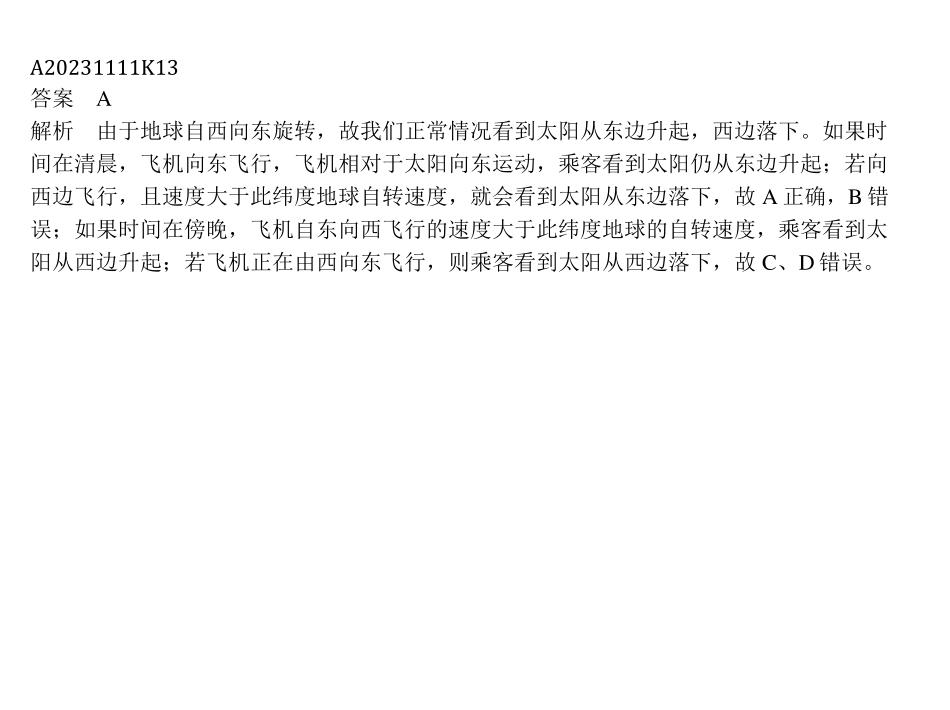 A20231111K13
答案 A
解析 由于地球自西向东旋转，故我们正常情况看到太阳从东边升起，西边落下。如果时
间在清晨，飞机向东飞行，飞机相对于太阳向东运动，乘客看到太阳仍从东边升起；若向
西边飞行，且速度大于此纬度地球自转速度，就会看到太阳从东边落下，故 A 正确，B 错
误；如果时间在傍晚，飞机自东向西飞行的速度大于此纬度地球的自转速度，乘客看到太
阳从西边升起；若飞机正在由西向东飞行，则乘客看到太阳从西边落下，故 C、D 错误。